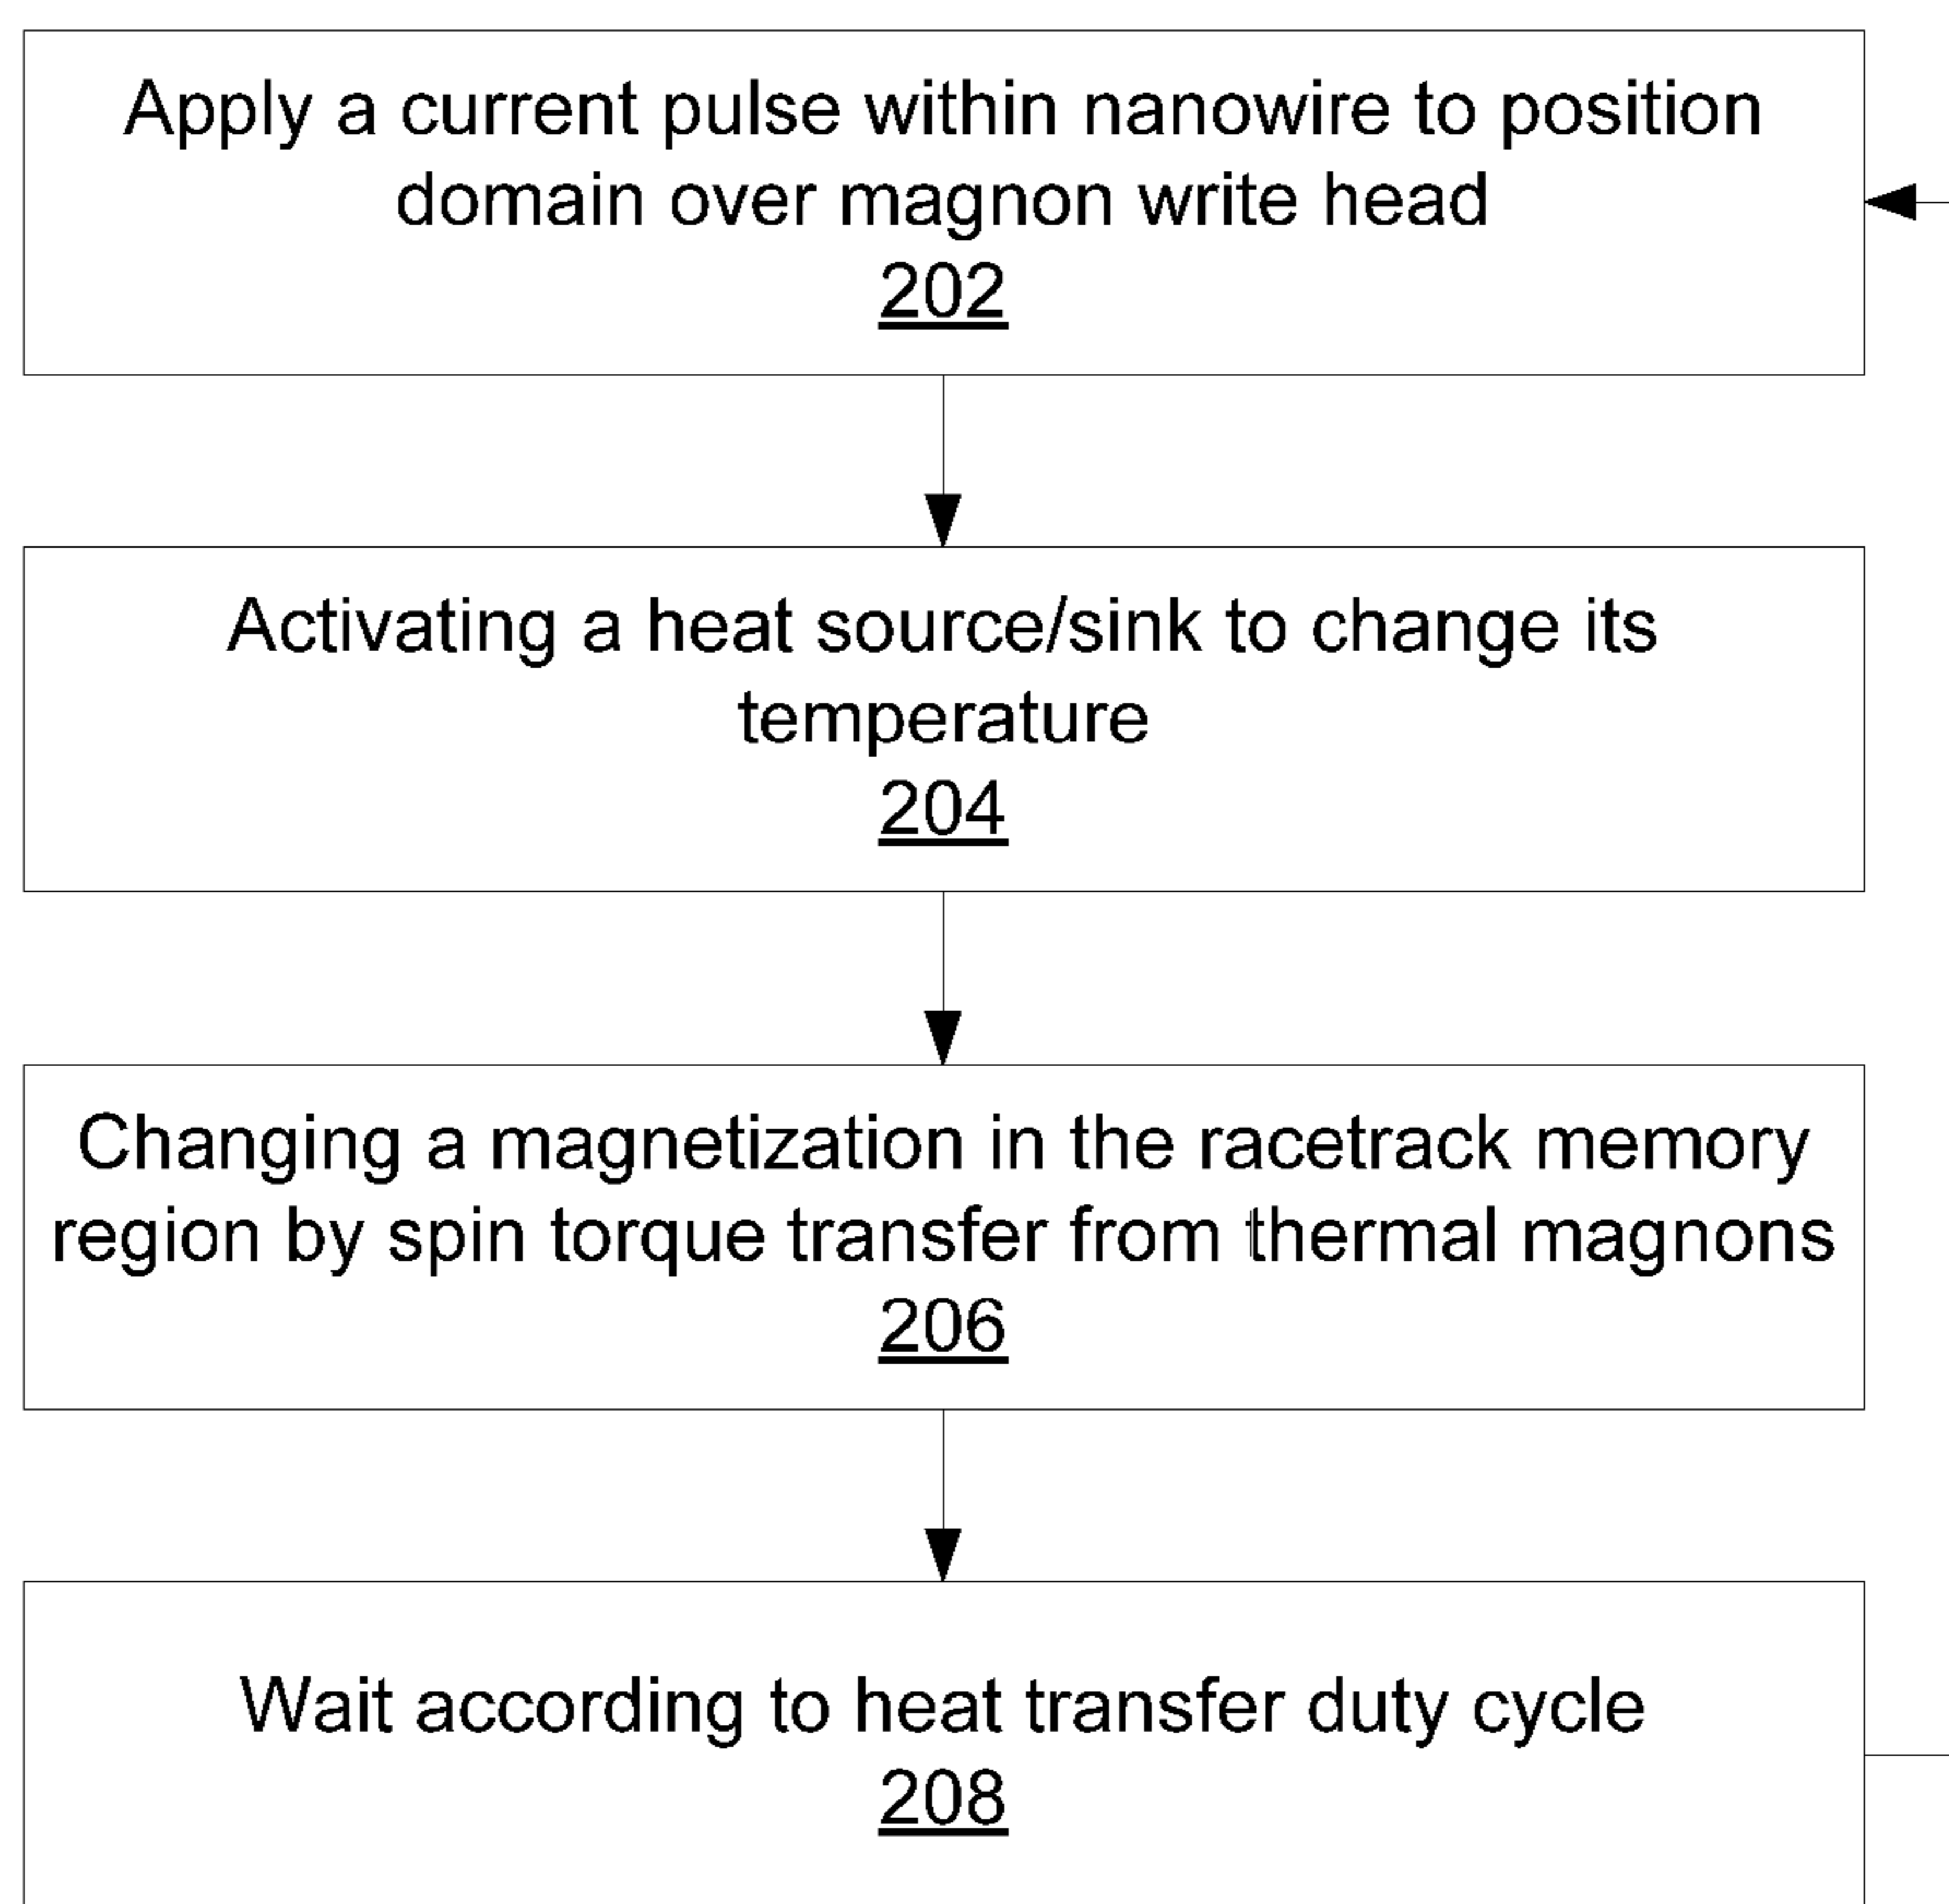 Apply a current pulse within nanowire to position
domain over magnon write head
202
Activating a heat source/sink to change its
temperature
204
Changing a magnetization in the racetrack memory
region by spin torque transfer from thermal magnons
206
Wait according to heat transfer duty cycle
208